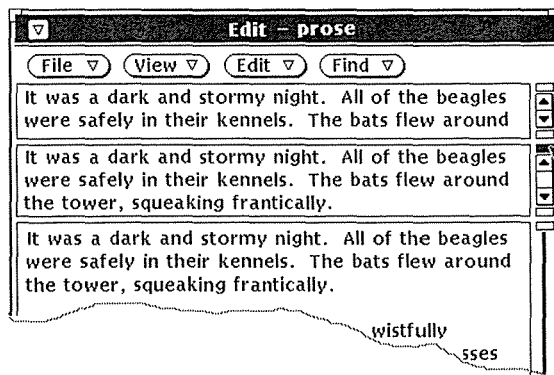 Edit – prose
File View Edit Find
It was a dark and stormy night. All of the beagles
were safely in their kennels. The bats flew around
It was a dark and stormy night. All of the beagles
were safely in their kennels. The bats flew around
the tower, squeaking frantically.
It was a dark and stormy night. All of the beagles
were safely in their kennels. The bats flew around
the tower, squeaking frantically.
wistfully
sses